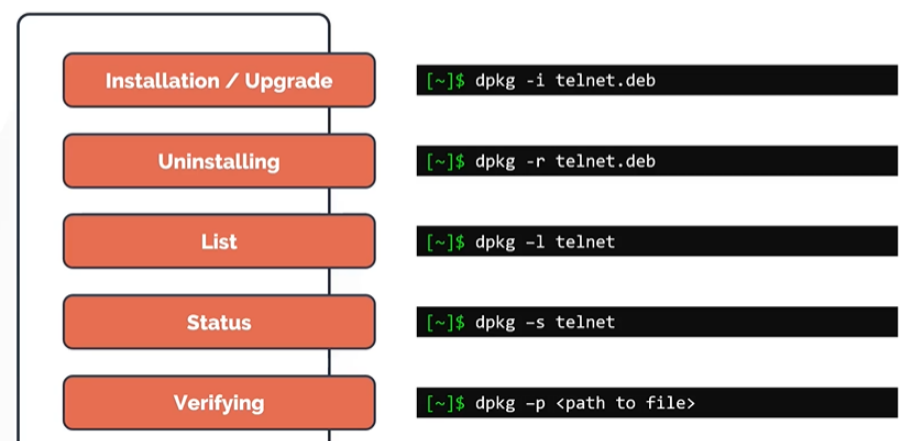 Installation / Upgrade
[~]$ dpkg -i telnet.deb
Uninstalling
[~]$ dpkg -r telnet.deb
List
[~]$ dpkg –l telnet
Status
[~]$ dpkg –s telnet
Verifying
[~]$ dpkg –p <path to file>